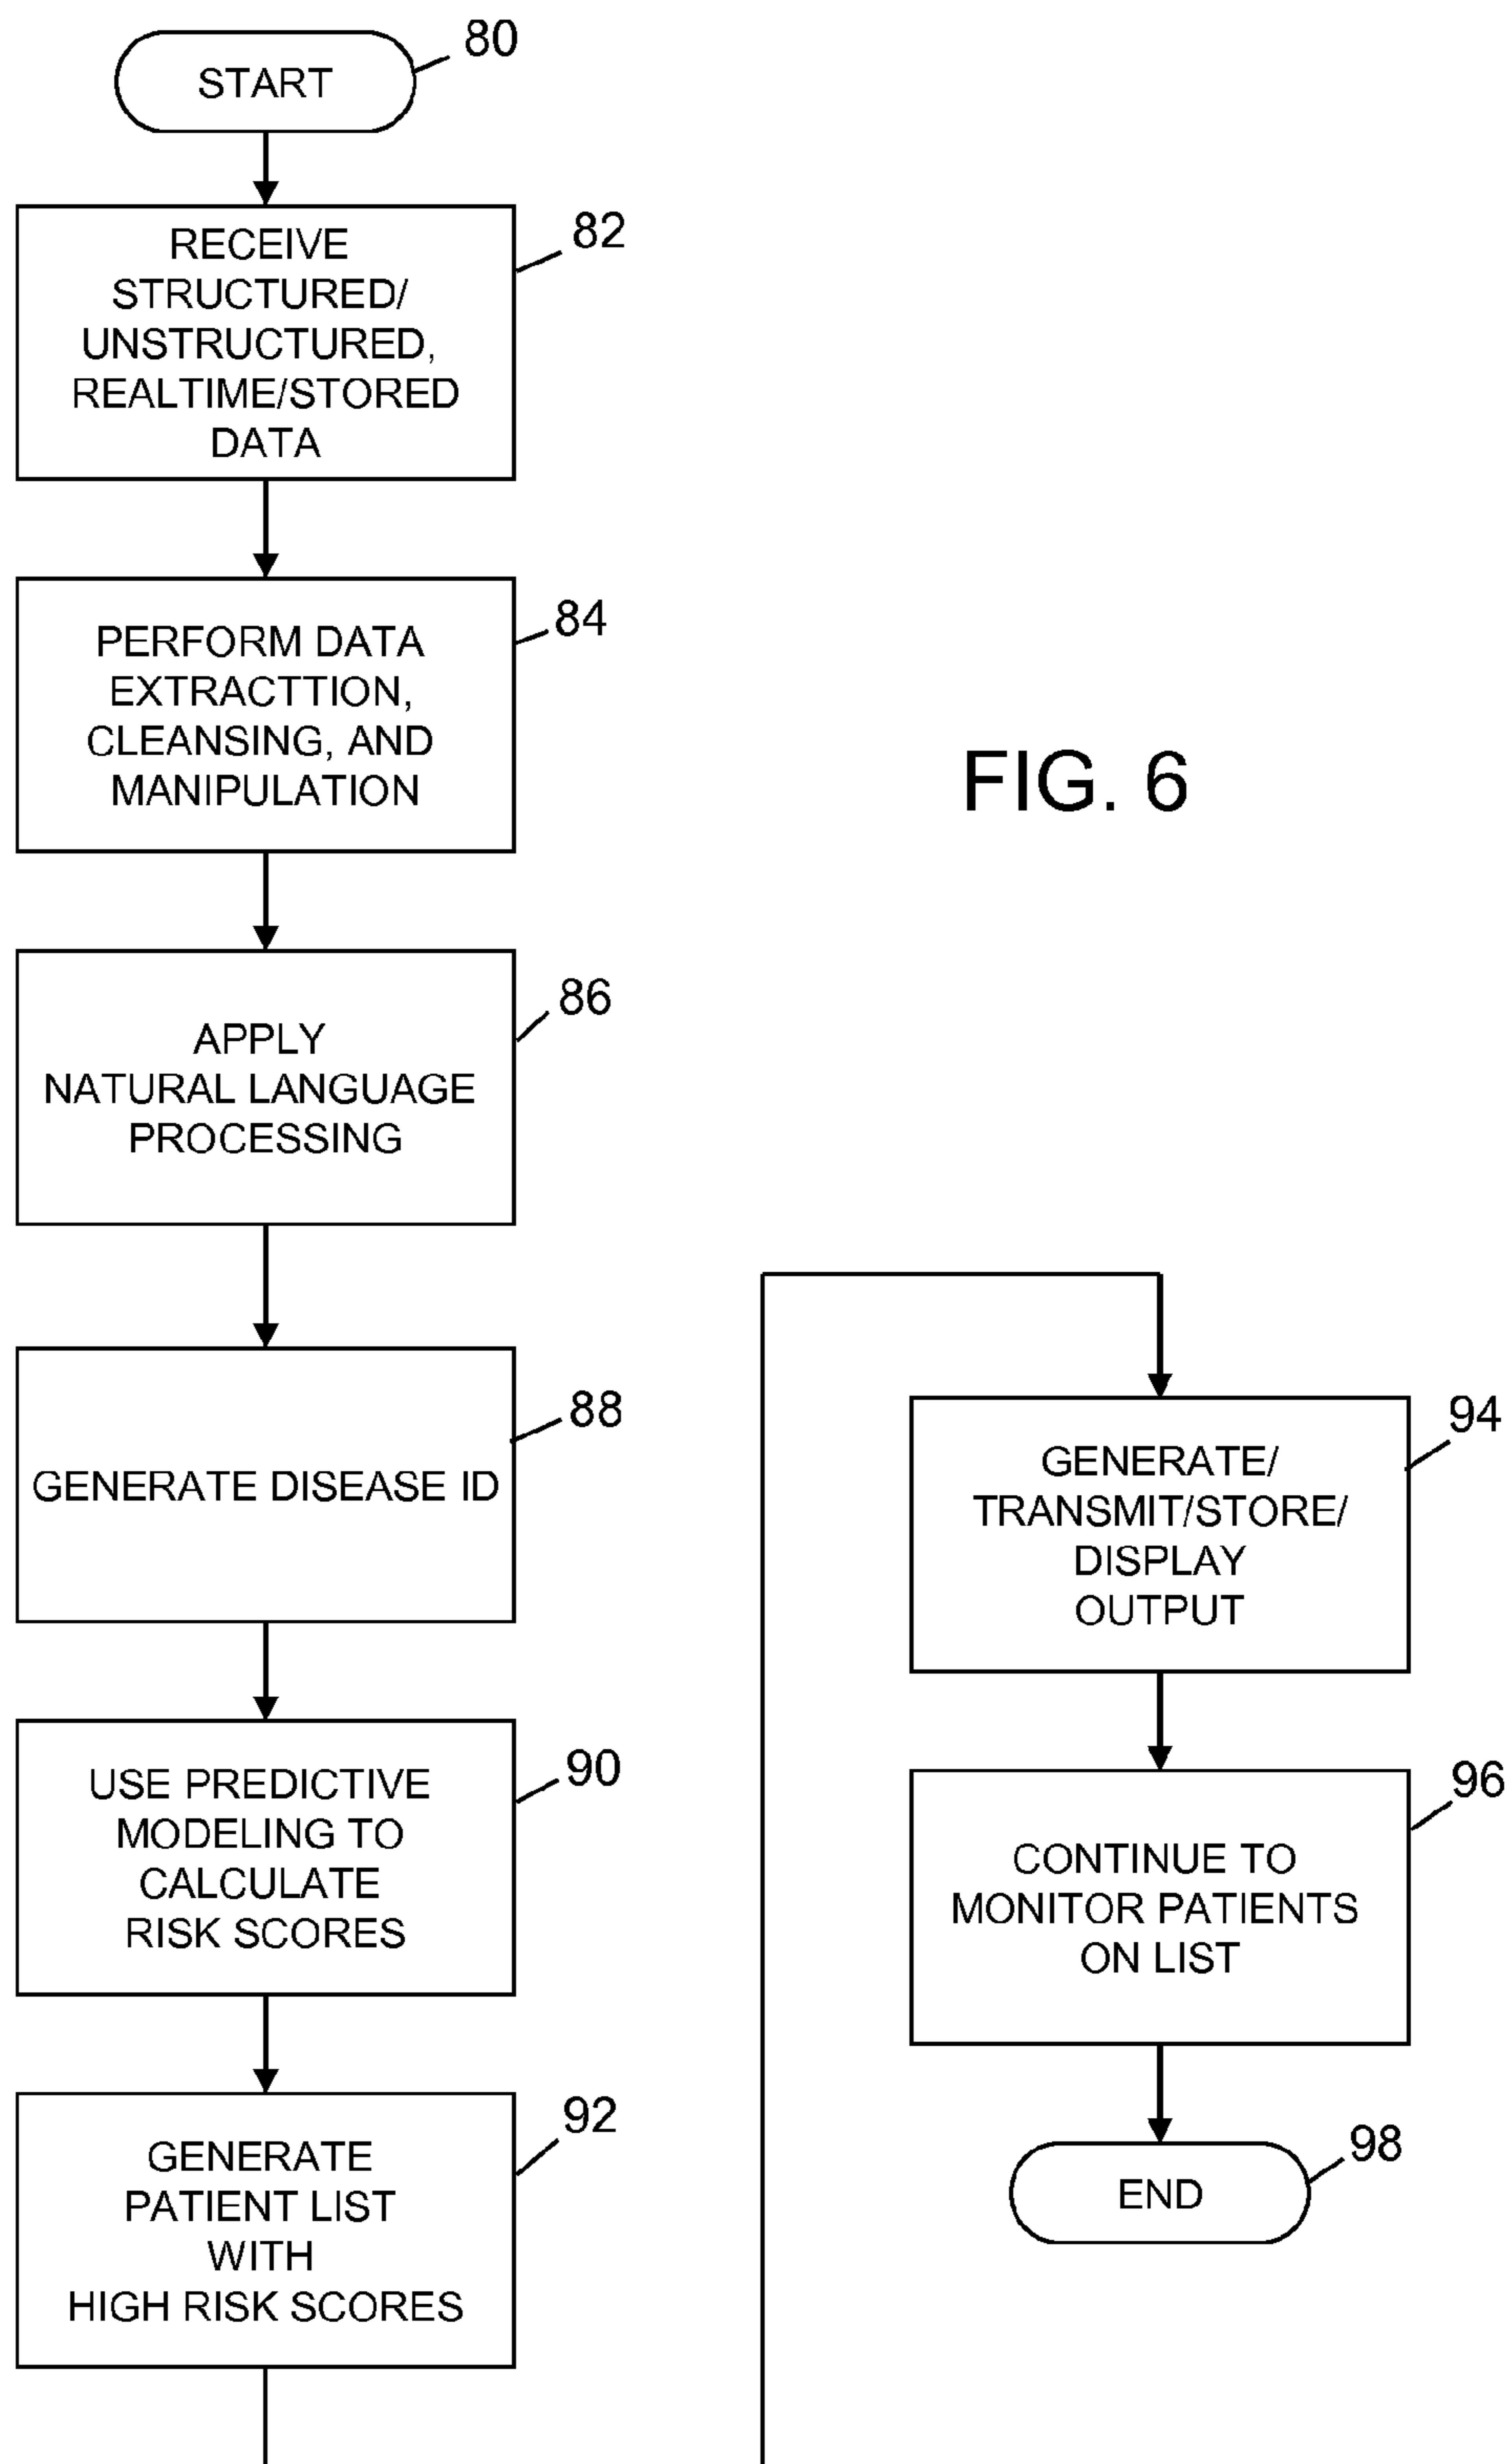 START
80
RECEIVE
STRUCTURED/
UNSTRUCTURED,
REALTIME/STORED
DATA
82
PERFORM DATA
EXTRACTTION,
CLEANSING, AND
MANIPULATION
84
APPLY
NATURAL LANGUAGE
PROCESSING
86
GENERATE DISEASE ID
88
USE PREDICTIVE
MODELING TO
CALCULATE
RISK SCORES
90
GENERATE
PATIENT LIST
WITH
HIGH RISK SCORES
92
GENERATE/
TRANSMIT/STORE/
DISPLAY
OUTPUT
94
CONTINUE TO
MONITOR PATIENTS
ON LIST
96
END
98
FIG. 6